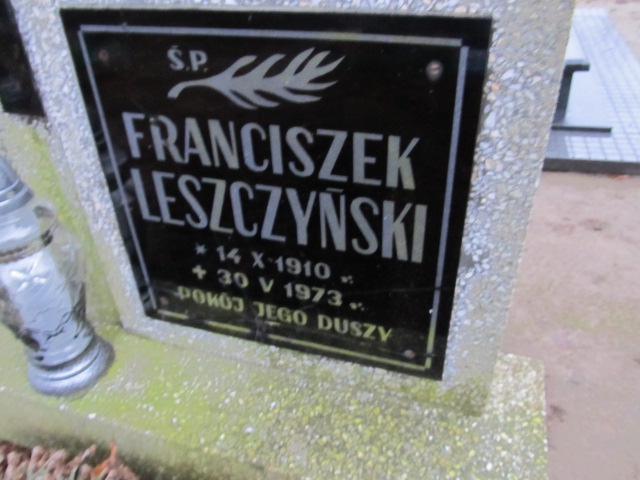 Ś.P.
FRANCISZEK
LESZCZYŃSKI
* 14 X 1910 r.
+ 30 V 1973 r.
POKÓJ JEGO DUSZY